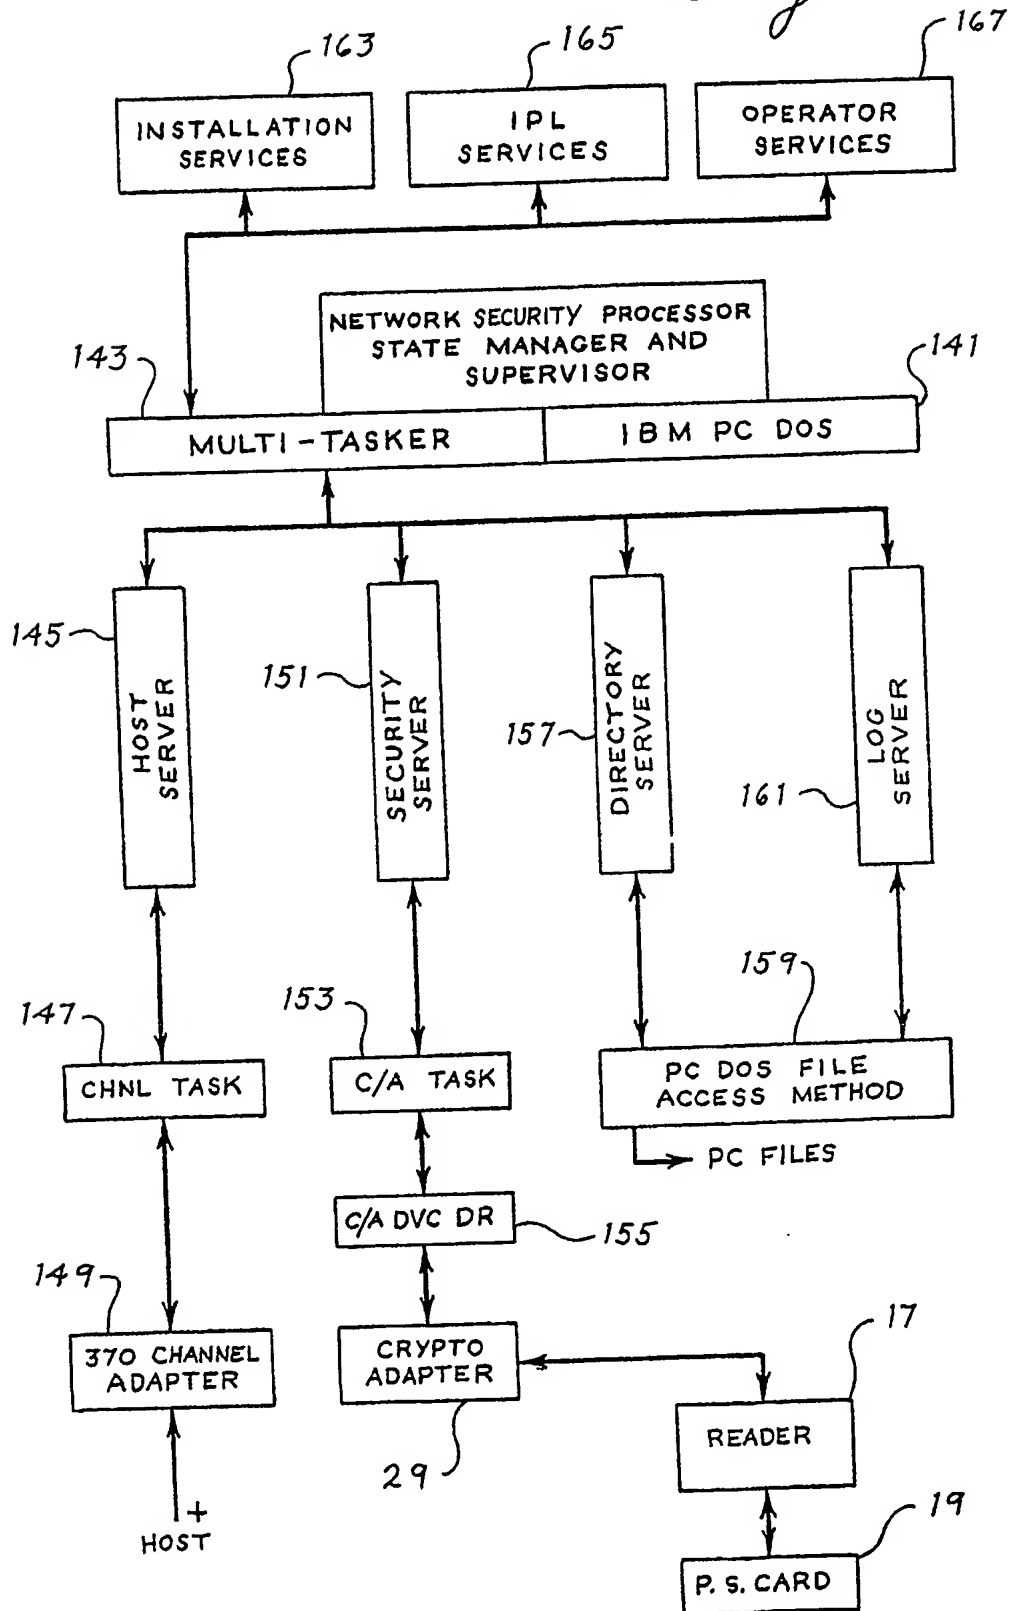 163
165
167
INSTALLATION
SERVICES
IPL
SERVICES
OPERATOR
SERVICES
NETWORK SECURITY PROCESSOR
STATE MANAGER AND
SUPERVISOR
143
141
MULTI-TASKER
IBM PC DOS
145
HOST
SERVER
151
SECURITY
SERVER
157
DIRECTORY
SERVER
161
LOG
SERVER
147
CHNL TASK
153
C/A TASK
159
PC DOS FILE
ACCESS METHOD
PC FILES
C/A DVC DR
155
149
370 CHANNEL
ADAPTER
CRYPTO
ADAPTER
29
17
READER
+
HOST
19
P. S. CARD